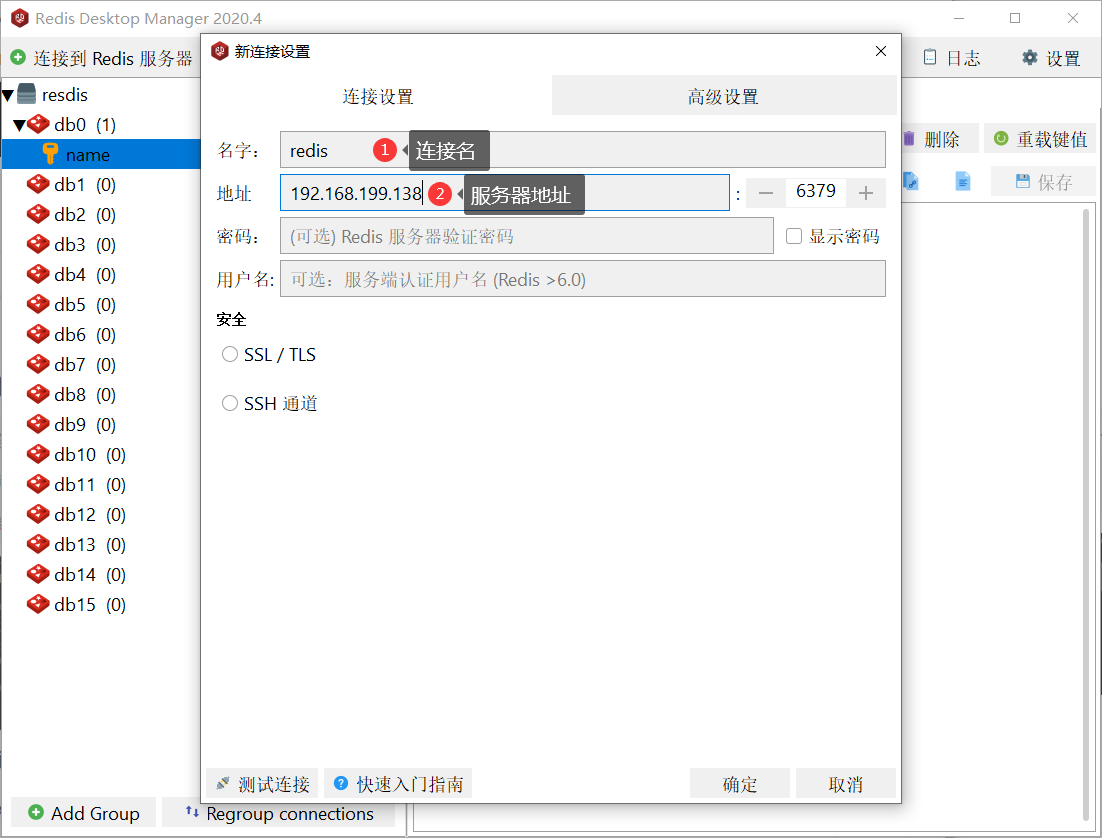 Redis Desktop Manager 2020.4
连接到 Redis 服务器
日志
设置
resdis
db0 (1)
name
db1 (0)
db2 (0)
db3 (0)
db4 (0)
db5 (0)
db6 (0)
db7 (0)
db8 (0)
db9 (0)
db10 (0)
db11 (0)
db12 (0)
db13 (0)
db14 (0)
db15 (0)
Add Group
Regroup connections
删除
重载键值
保存
新连接设置
连接设置
高级设置
名字: redis 1 连接名
地址 192.168.199.138 2 服务器地址 : 6379
密码: (可选) Redis 服务器验证密码 显示密码
用户名: 可选：服务端认证用户名 (Redis >6.0)
安全
SSL / TLS
SSH 通道
测试连接
? 快速入门指南
确定
取消